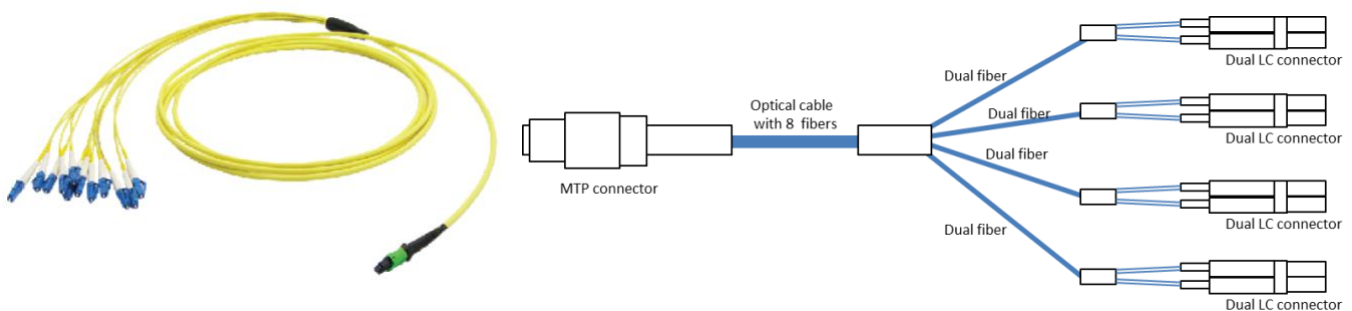 Dual LC connector
Dual fiber
Optical cable
with 8 fibers
Dual fiber
Dual LC connector
Dual fiber
MTP connector
Dual LC connector
Dual fiber
Dual LC connector